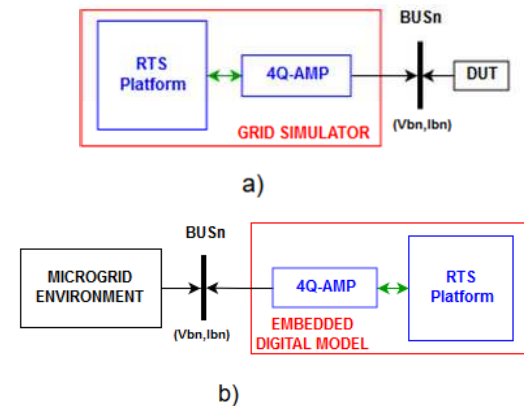 BUSn
RTS
Platform
4Q-AMP
DUT
GRID SIMULATOR
(Vbn,Ibn)
a)
BUSn
MICROGRID
ENVIRONMENT
4Q-AMP
RTS
Platform
(Vbn,Ibn)
EMBEDDED
DIGITAL MODEL
b)